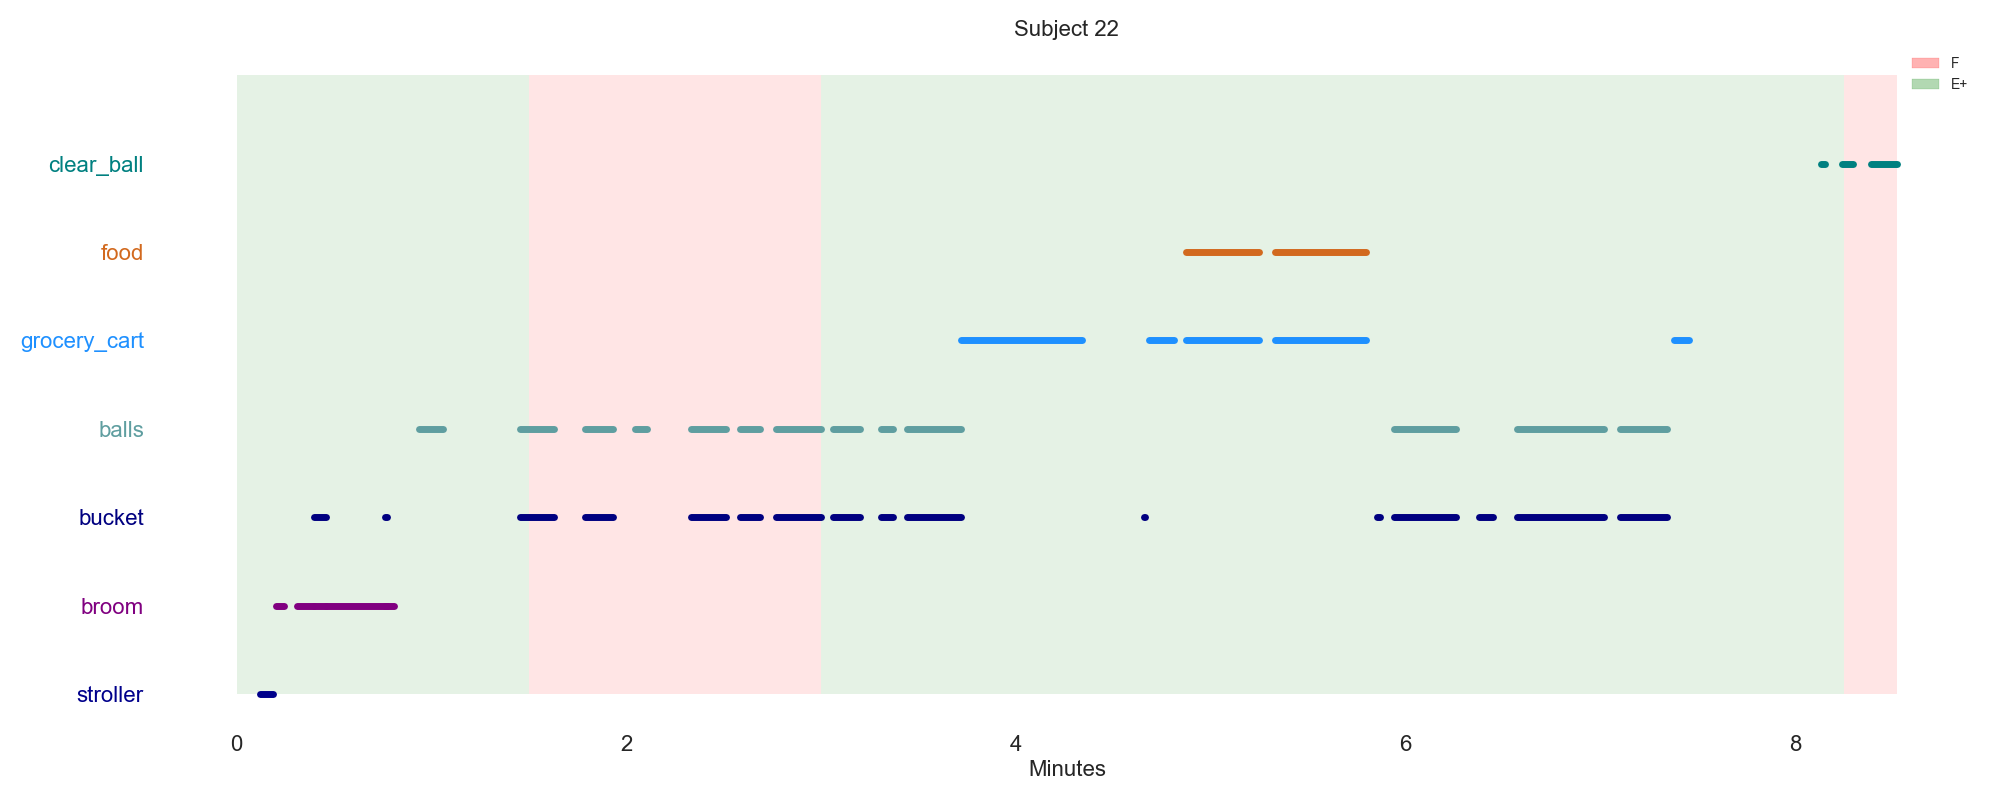 Subject 22
F
E+
clear_ball
food
grocery_cart
balls
bucket
broom
stroller
0 2 4 6 8
Minutes